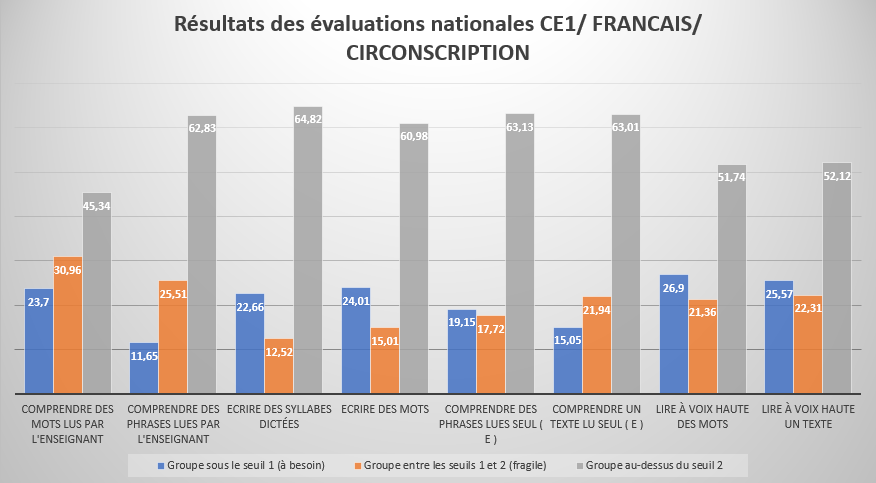 Résultats des évaluations nationales CE1/ FRANCAIS/
CIRCONSCRIPTION
23,7
30,96
45,34
11,65
25,51
62,83
22,66
12,52
64,82
24,01
15,01
60,98
19,15
17,72
63,13
15,05
21,94
63,01
26,9
21,36
51,74
25,57
22,31
52,12
COMPRENDRE DES
MOTS LUS PAR
L'ENSEIGNANT
COMPRENDRE DES
PHRASES LUES PAR
L'ENSEIGNANT
ECRIRE DES SYLLABES
DICTÉES
ECRIRE DES MOTS
COMPRENDRE DES
PHRASES LUES SEUL (
E )
COMPRENDRE UN
TEXTE LU SEUL ( E )
LIRE À VOIX HAUTE
DES MOTS
LIRE À VOIX HAUTE
UN TEXTE
Groupe sous le seuil 1 (à besoin)
Groupe entre les seuils 1 et 2 (fragile)
Groupe au-dessus du seuil 2